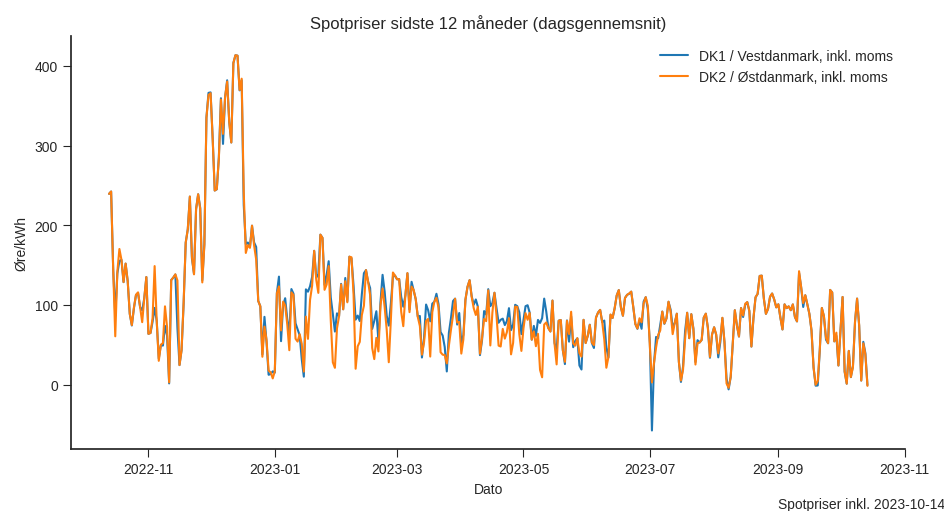 Spotpriser sidste 12 måneder (dagsgennemsnit)
DK1 / Vestdanmark, inkl. moms
DK2 / Østdanmark, inkl. moms
Øre/kWh
400
300
200
100
0
2022-11
2023-01
2023-03
2023-05
2023-07
2023-09
2023-11
Dato
Spotpriser inkl. 2023-10-14